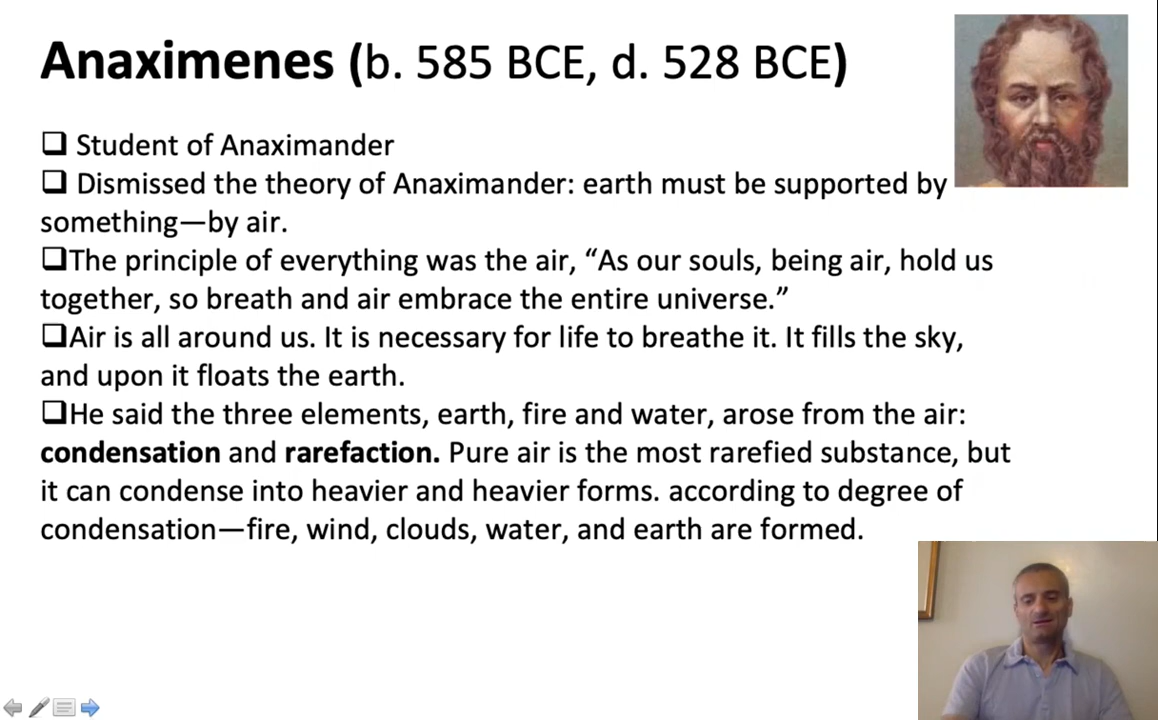 Anaximenes (b. 585 BCE, d. 528 BCE)
❑ Student of Anaximander
❑ Dismissed the theory of Anaximander: earth must be supported by
something—by air.
❑The principle of everything was the air, “As our souls, being air, hold us
together, so breath and air embrace the entire universe.”
❑Air is all around us. It is necessary for life to breathe it. It fills the sky,
and upon it floats the earth.
❑He said the three elements, earth, fire and water, arose from the air:
condensation and rarefaction. Pure air is the most rarefied substance, but
it can condense into heavier and heavier forms. according to degree of
condensation—fire, wind, clouds, water, and earth are formed.